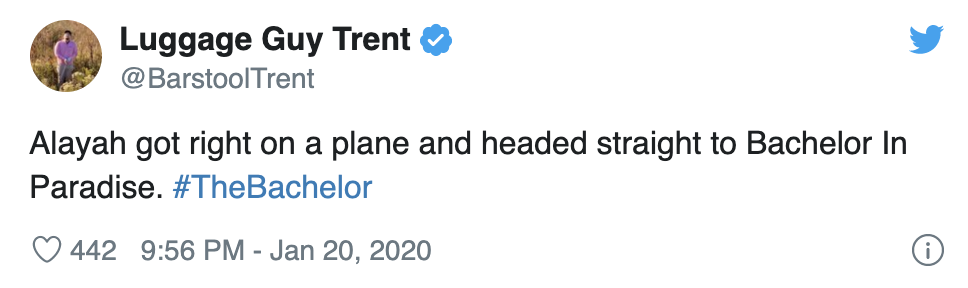 Luggage Guy Trent
@BarstoolTrent
Alayah got right on a plane and headed straight to Bachelor In
Paradise. #TheBachelor
442 9:56 PM - Jan 20, 2020